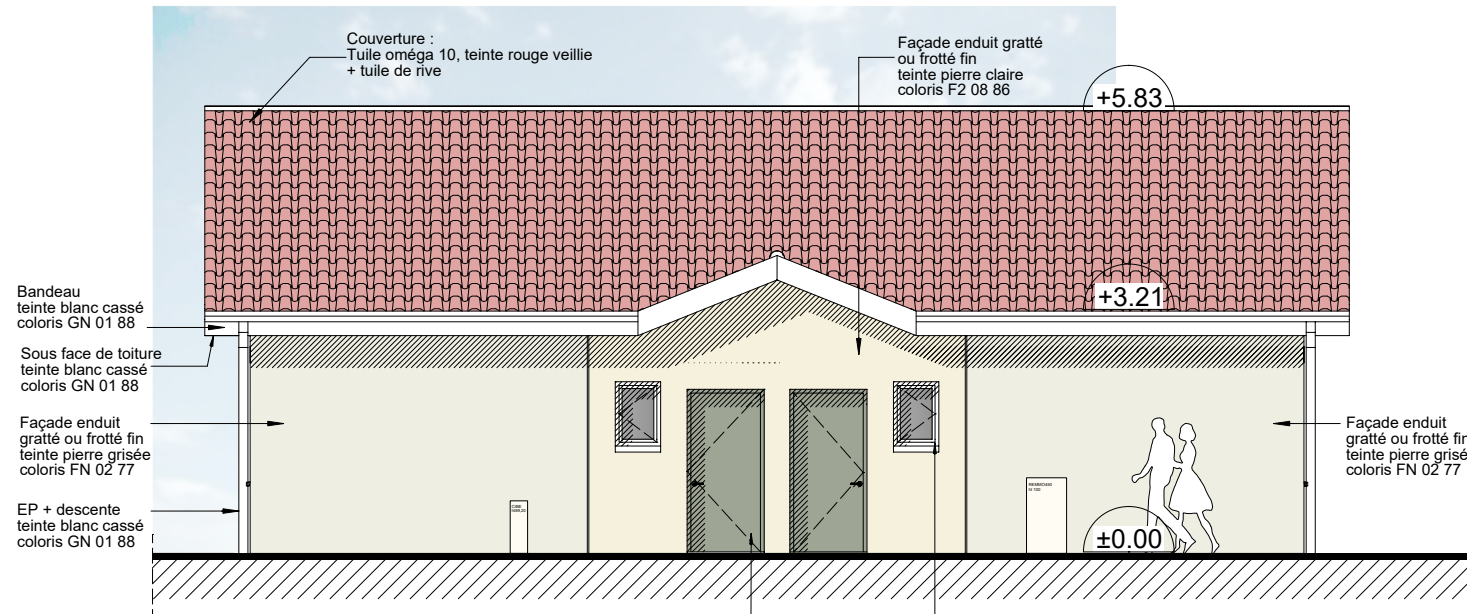 Couverture :
Tuile oméga 10, teinte rouge veillie
+ tuile de rive
Façade enduit gratté
ou frotté fin
teinte pierre claire
coloris F2 08 86
+5.83
+3.21
Bandeau
teinte blanc cassé
coloris GN 01 88
Sous face de toiture
teinte blanc cassé
coloris GN 01 88
Façade enduit
gratté ou frotté fin
teinte pierre grisée
coloris FN 02 77
Façade enduit
gratté ou frotté fin
teinte pierre grisé
coloris FN 02 77
EP + descente
teinte blanc cassé
coloris GN 01 88
±0.00